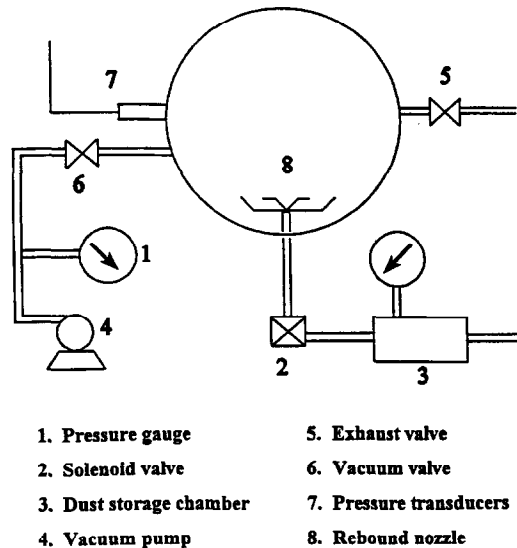 7
5
6
8
1
4
2
3
1. Pressure gauge
2. Solenoid valve
3. Dust storage chamber
4. Vacuum pump
5. Exhaust valve
6. Vacuum valve
7. Pressure transducers
8. Rebound nozzle